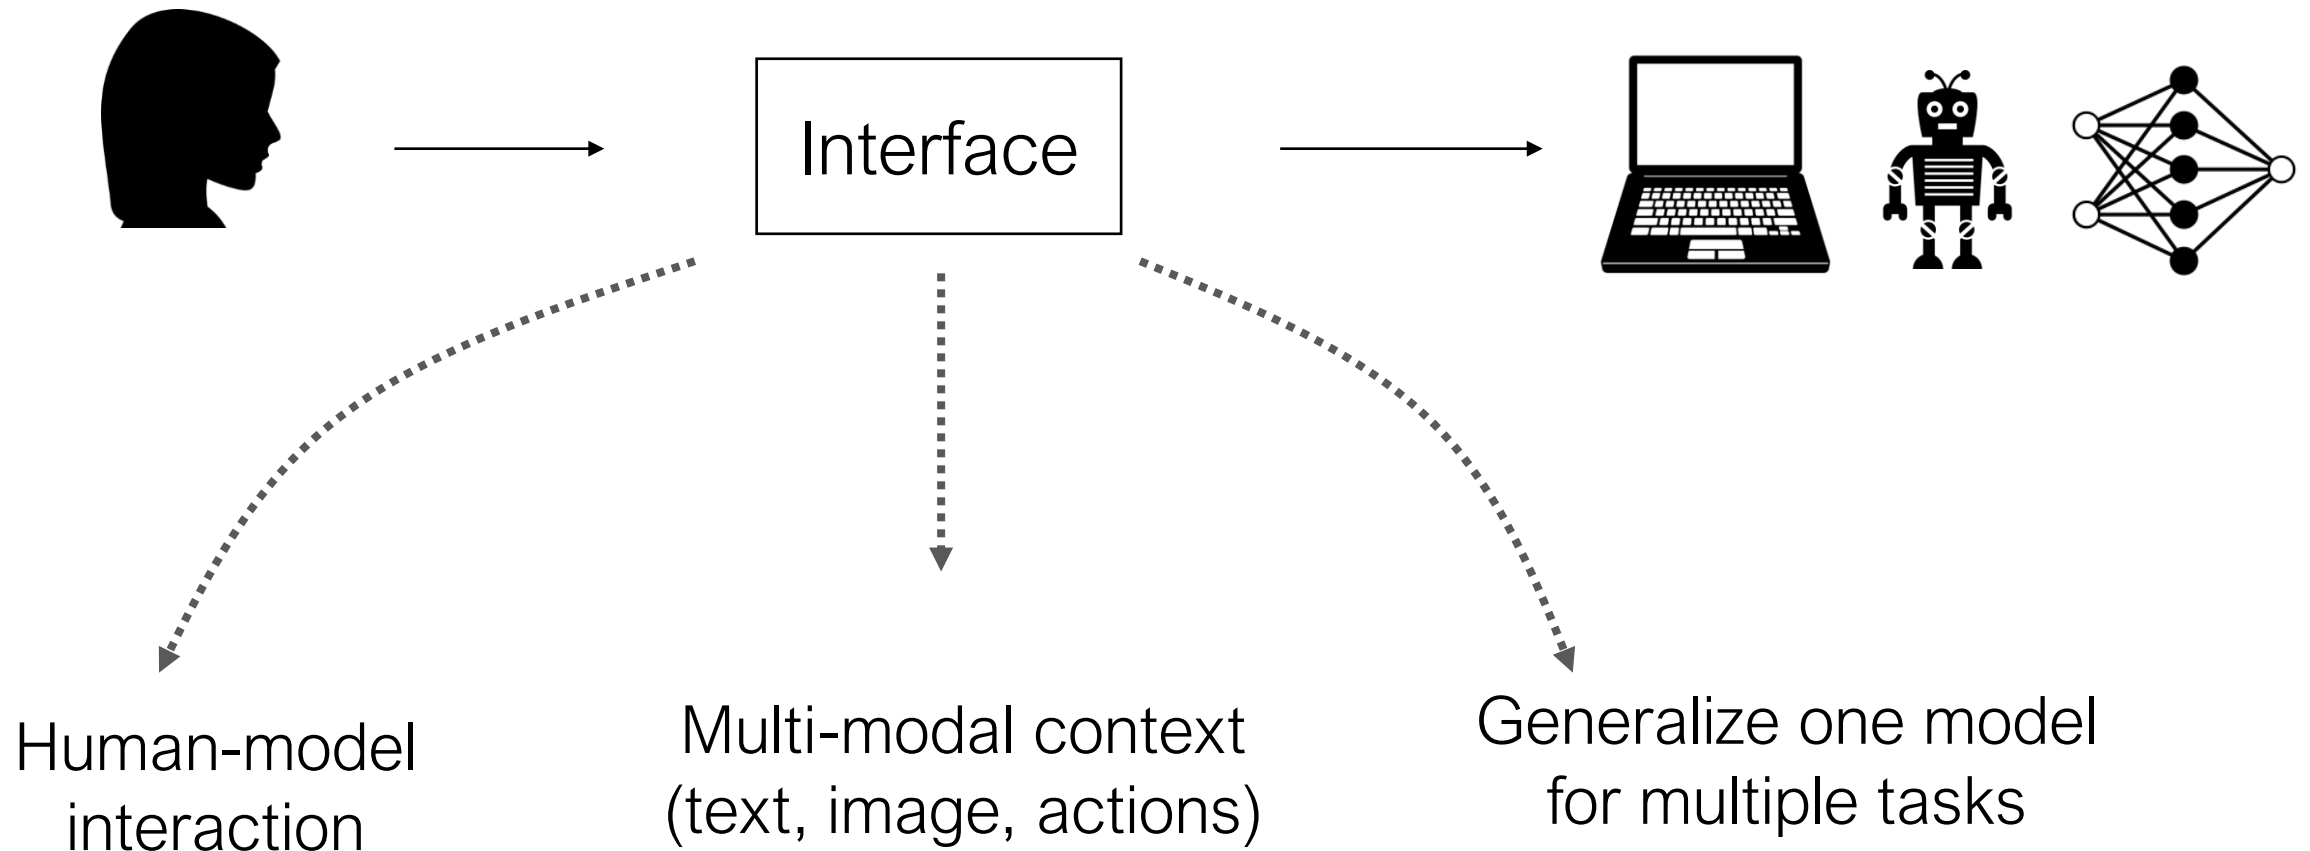 Interface
Human-model
interaction
Multi-modal context
(text, image, actions)
Generalize one model
for multiple tasks